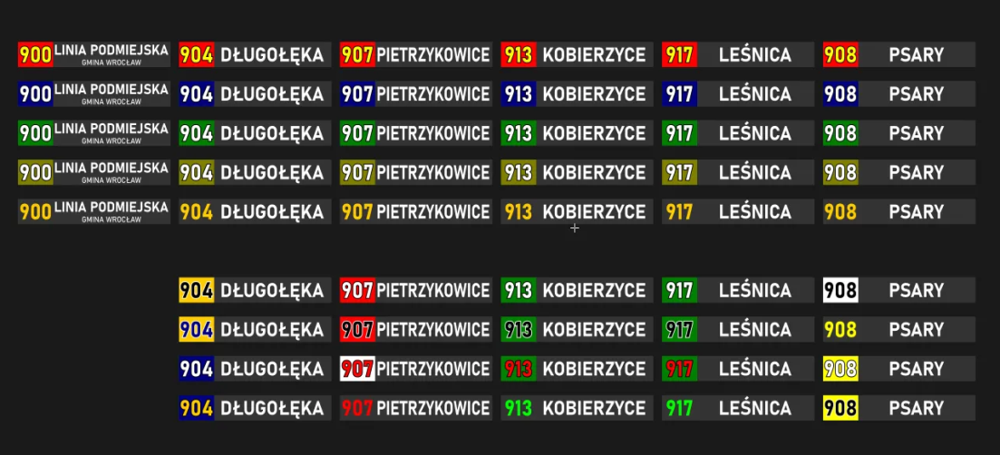 900 LINIA PODMIEJSKA GMINA WROCŁAW 904 DŁUGOŁĘKA 907 PIETRZYKOWICE 913 KOBIERZYCE 917 LEŚNICA 908 PSARY
900 LINIA PODMIEJSKA GMINA WROCŁAW 904 DŁUGOŁĘKA 907 PIETRZYKOWICE 913 KOBIERZYCE 917 LEŚNICA 908 PSARY
900 LINIA PODMIEJSKA GMINA WROCŁAW 904 DŁUGOŁĘKA 907 PIETRZYKOWICE 913 KOBIERZYCE 917 LEŚNICA 908 PSARY
900 LINIA PODMIEJSKA GMINA WROCŁAW 904 DŁUGOŁĘKA 907 PIETRZYKOWICE 913 KOBIERZYCE 917 LEŚNICA 908 PSARY
900 LINIA PODMIEJSKA GMINA WROCŁAW 904 DŁUGOŁĘKA 907 PIETRZYKOWICE 913 KOBIERZYCE 917 LEŚNICA 908 PSARY
904 DŁUGOŁĘKA 907 PIETRZYKOWICE 913 KOBIERZYCE 917 LEŚNICA 908 PSARY
904 DŁUGOŁĘKA 907 PIETRZYKOWICE 913 KOBIERZYCE 917 LEŚNICA 908 PSARY
904 DŁUGOŁĘKA 907 PIETRZYKOWICE 913 KOBIERZYCE 917 LEŚNICA 908 PSARY
904 DŁUGOŁĘKA 907 PIETRZYKOWICE 913 KOBIERZYCE 917 LEŚNICA 908 PSARY